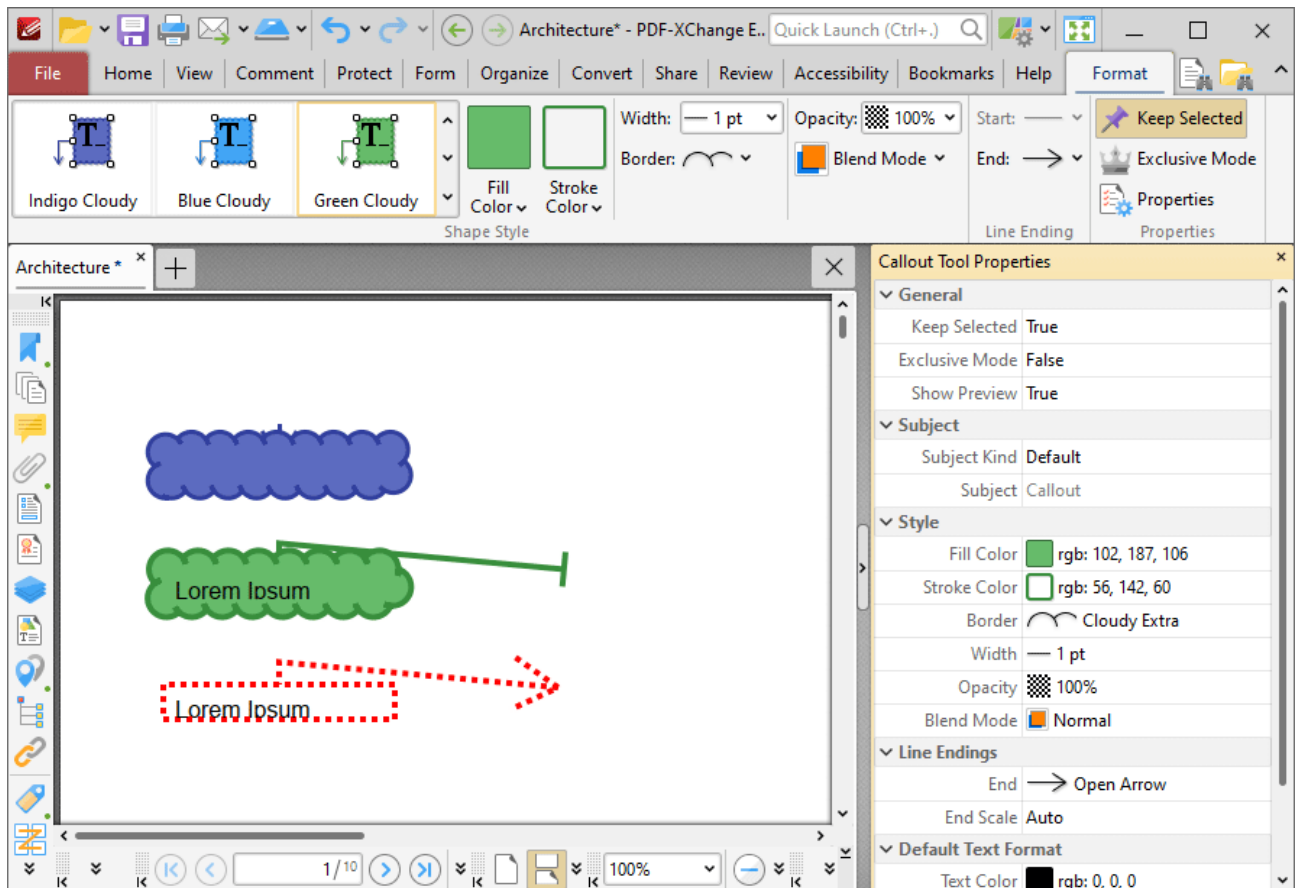 Architecture* - PDF-XChange E.. Quick Launch (Ctrl+.)
File Home View Comment Protect Form Organize Convert Share Review Accessibility Bookmarks Help Format
T_ T_ T_
Width: 1 pt Opacity: 100% Start: Keep Selected
Border: Blend Mode End: Exclusive Mode
Indigo Cloudy Blue Cloudy Green Cloudy Fill Color Stroke Color Properties
Shape Style Line Ending Properties
Architecture *
Callout Tool Properties
General
Keep Selected True
Exclusive Mode False
Show Preview True
Subject
Subject Kind Default
Subject Callout
Style
Fill Color rgb: 102, 187, 106
Stroke Color rgb: 56, 142, 60
Border Cloudy Extra
Width 1 pt
Opacity 100%
Blend Mode Normal
Line Endings
End Open Arrow
End Scale Auto
Default Text Format
Text Color rgb: 0, 0, 0
Lorem Ipsum
Lorem Ipsum
1/10 100%